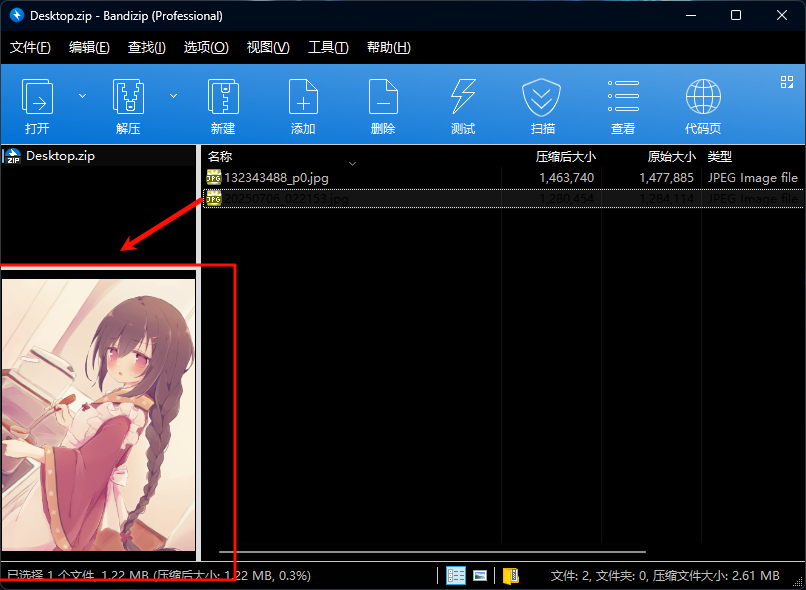 Desktop.zip - Bandizip (Professional)
文件(F) 编辑(E) 查找(I) 选项(O) 视图(V) 工具(T) 帮助(H)
打开 解压 新建 添加 删除 测试 扫描 查看 代码页
Desktop.zip
名称 压缩后大小 原始大小 类型
132343488_p0.jpg 1,463,740 1,477,885 JPEG Image file
JPEG Image file
已选择 1 个文件, 1.22 MB (压缩后大小: 1.22 MB, 0.3%) 文件: 2, 文件夹: 0, 压缩文件大小: 2.61 MB